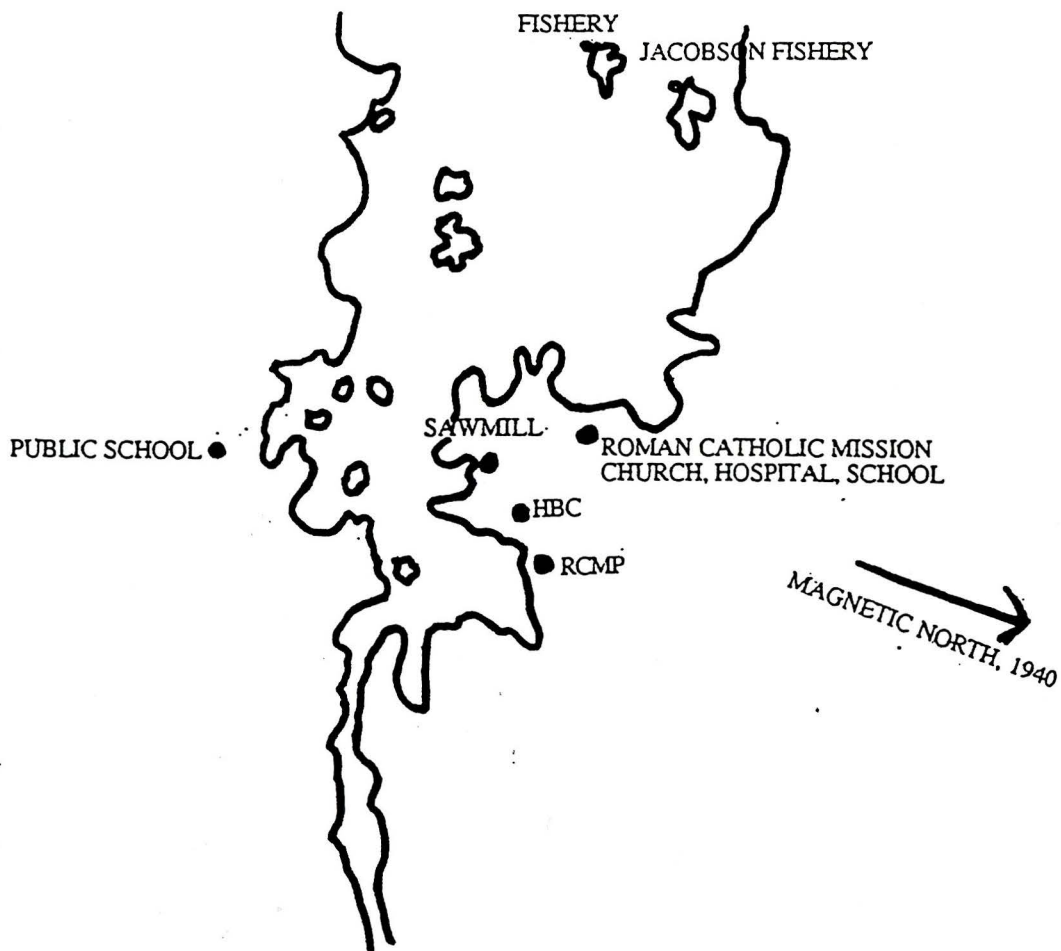 FISHERY
JACOBSON FISHERY
SAWMILL
PUBLIC SCHOOL
ROMAN CATHOLIC MISSION
CHURCH, HOSPITAL, SCHOOL
HBC
RCMP
MAGNETIC NORTH, 1940